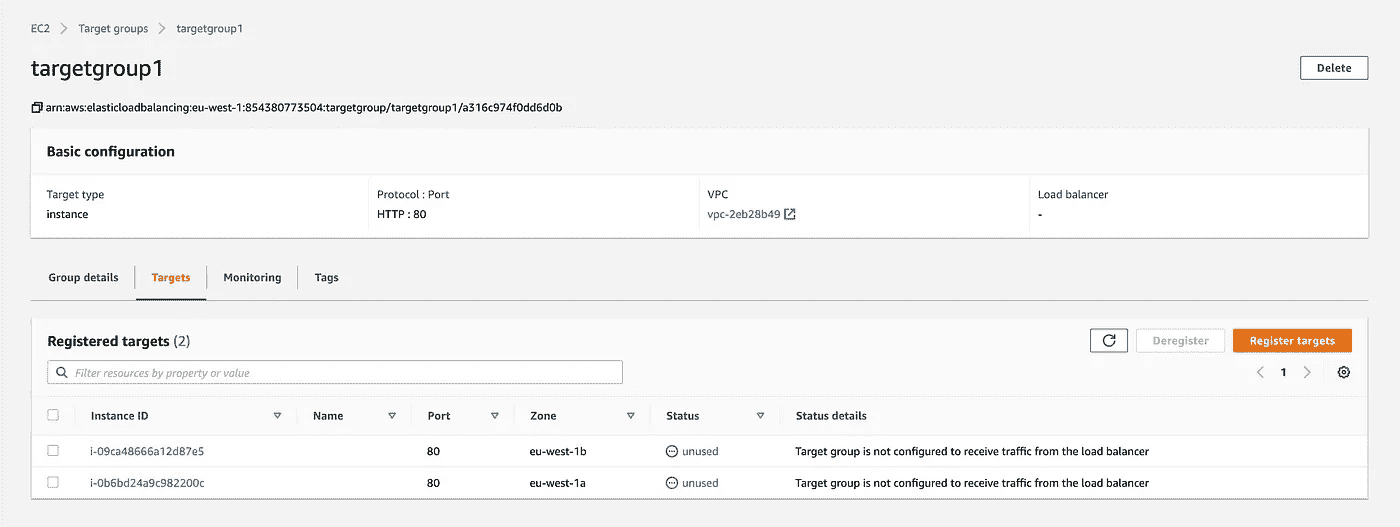 EC2 > Target groups > targetgroup1
targetgroup1
Delete
arn:aws:elasticloadbalancing:eu-west-1:854380773504:targetgroup/targetgroup1/a316c974f0dd6d0b
Basic configuration
Target type Protocol : Port VPC Load balancer
instance HTTP : 80 vpc-2eb28b49 -
Group details Targets Monitoring Tags
Registered targets (2) Deregister Register targets
Filter resources by property or value 1
Instance ID Name Port Zone Status Status details
i-09ca48666a12d87e5 80 eu-west-1b unused Target group is not configured to receive traffic from the load balancer
i-0b6bd24a9c982200c 80 eu-west-1a unused Target group is not configured to receive traffic from the load balancer